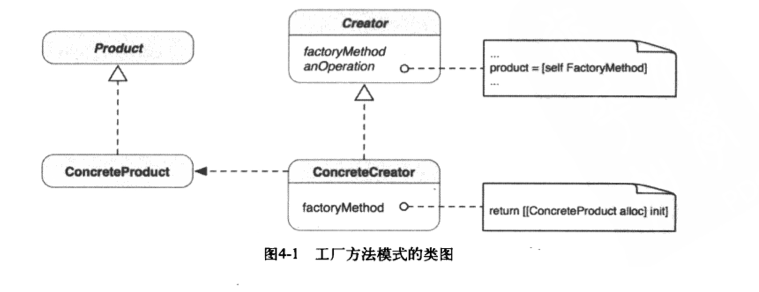 Product
Creator
factoryMethod
anOperation
...
product = [self FactoryMethod]
...
ConcreteProduct
ConcreteCreator
factoryMethod
return [[ConcreteProduct alloc] init]
图4-1 工厂方法模式的类图